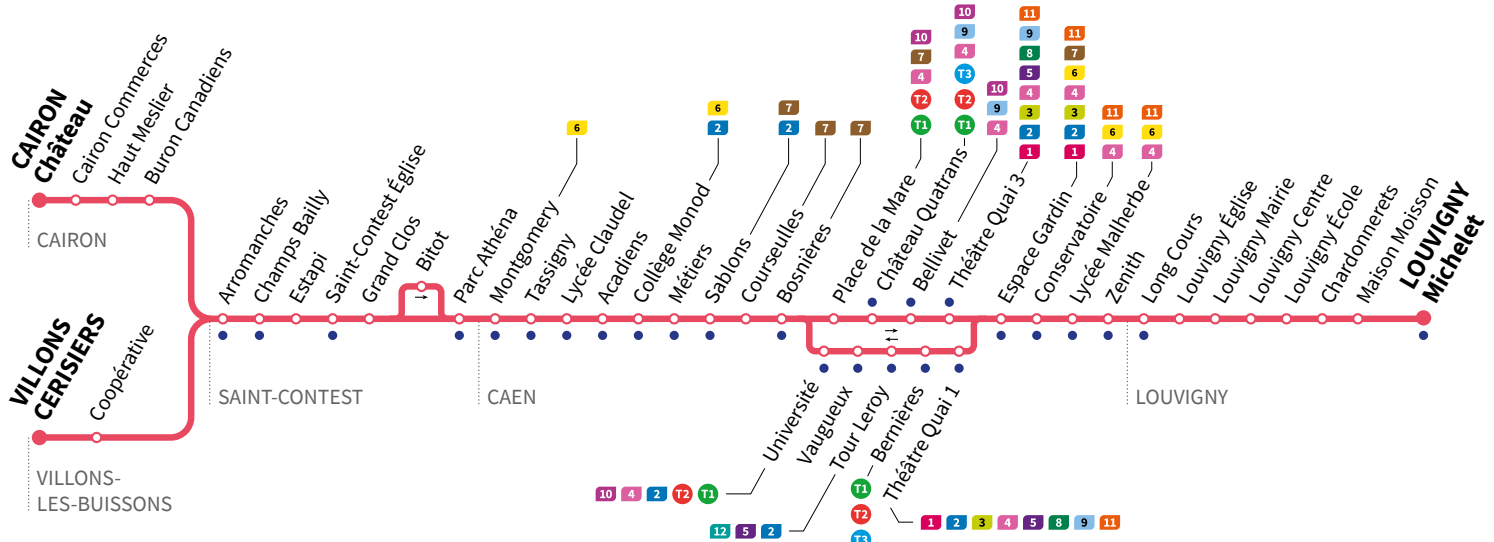 10
9
4
T3
T2
T1
10
7
4
T2
T1
10
9
4
11
9
8
5
4
3
2
1
11
7
6
4
3
2
1
11
6
4
11
6
4
6
6
2
7
2
7
7
CAIRON
Château
Cairon Commerces
Haut Meslier
Buron Canadiens
CAIRON
VILLONS
CERISIERS
Coopérative
VILLONS-
LES-BUISSONS
Arromanches
Champs Bailly
Estapi
Saint-Contest Église
Grand Clos
Bitot
Parc Athéna
Montgomery
Tassigny
Lycée Claudel
Acadiens
Collège Monod
Métiers
Sablons
Courseulles
Bosnières
Place de la Mare
Château Quatrans
Bellivet
Théâtre Quai 3
Espace Gardin
Conservatoire
Lycée Malherbe
Zenith
Long Cours
Louvigny Église
Louvigny Mairie
Louvigny Centre
Louvigny École
Chardonnerets
Maison Moisson
LOUVIGNY
Michelet
SAINT-CONTEST
CAEN
LOUVIGNY
Université
Vaugueux
Tour Leroy
Bernières
Théâtre Quai 1
10 4 2 T2 T1
12 5 2
T1
T2
T3
1 2 3 4 5 8 9 11